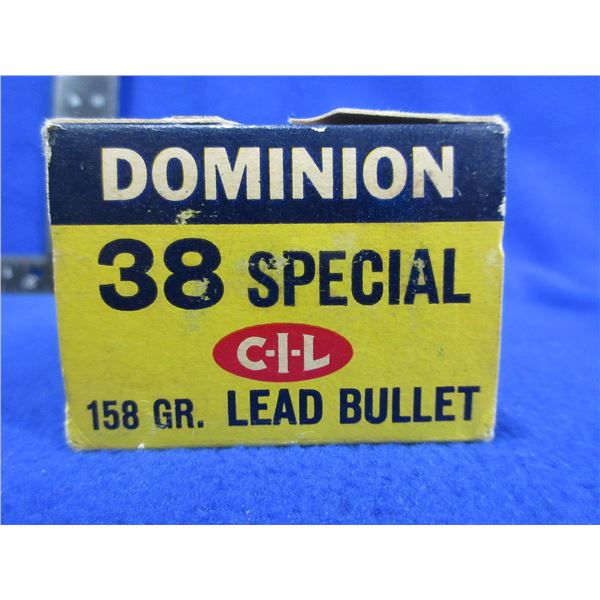 DOMINION
38 SPECIAL
C-I-L
158 GR. LEAD BULLET